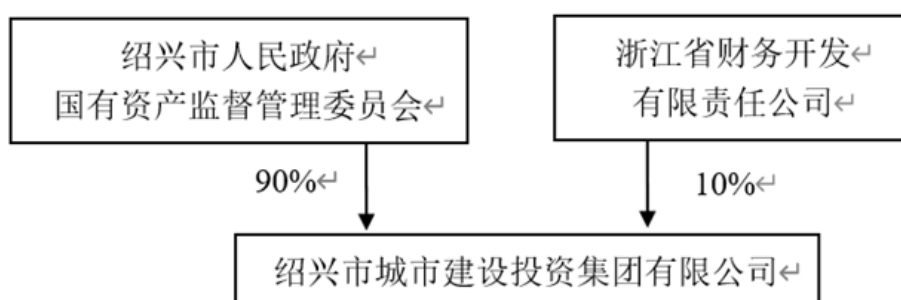 绍兴市人民政府↵
国有资产监督管理委员会↵
浙江省财务开发↵
有限责任公司↵
90%↵
10%↵
绍兴市城市建设投资集团有限公司↵